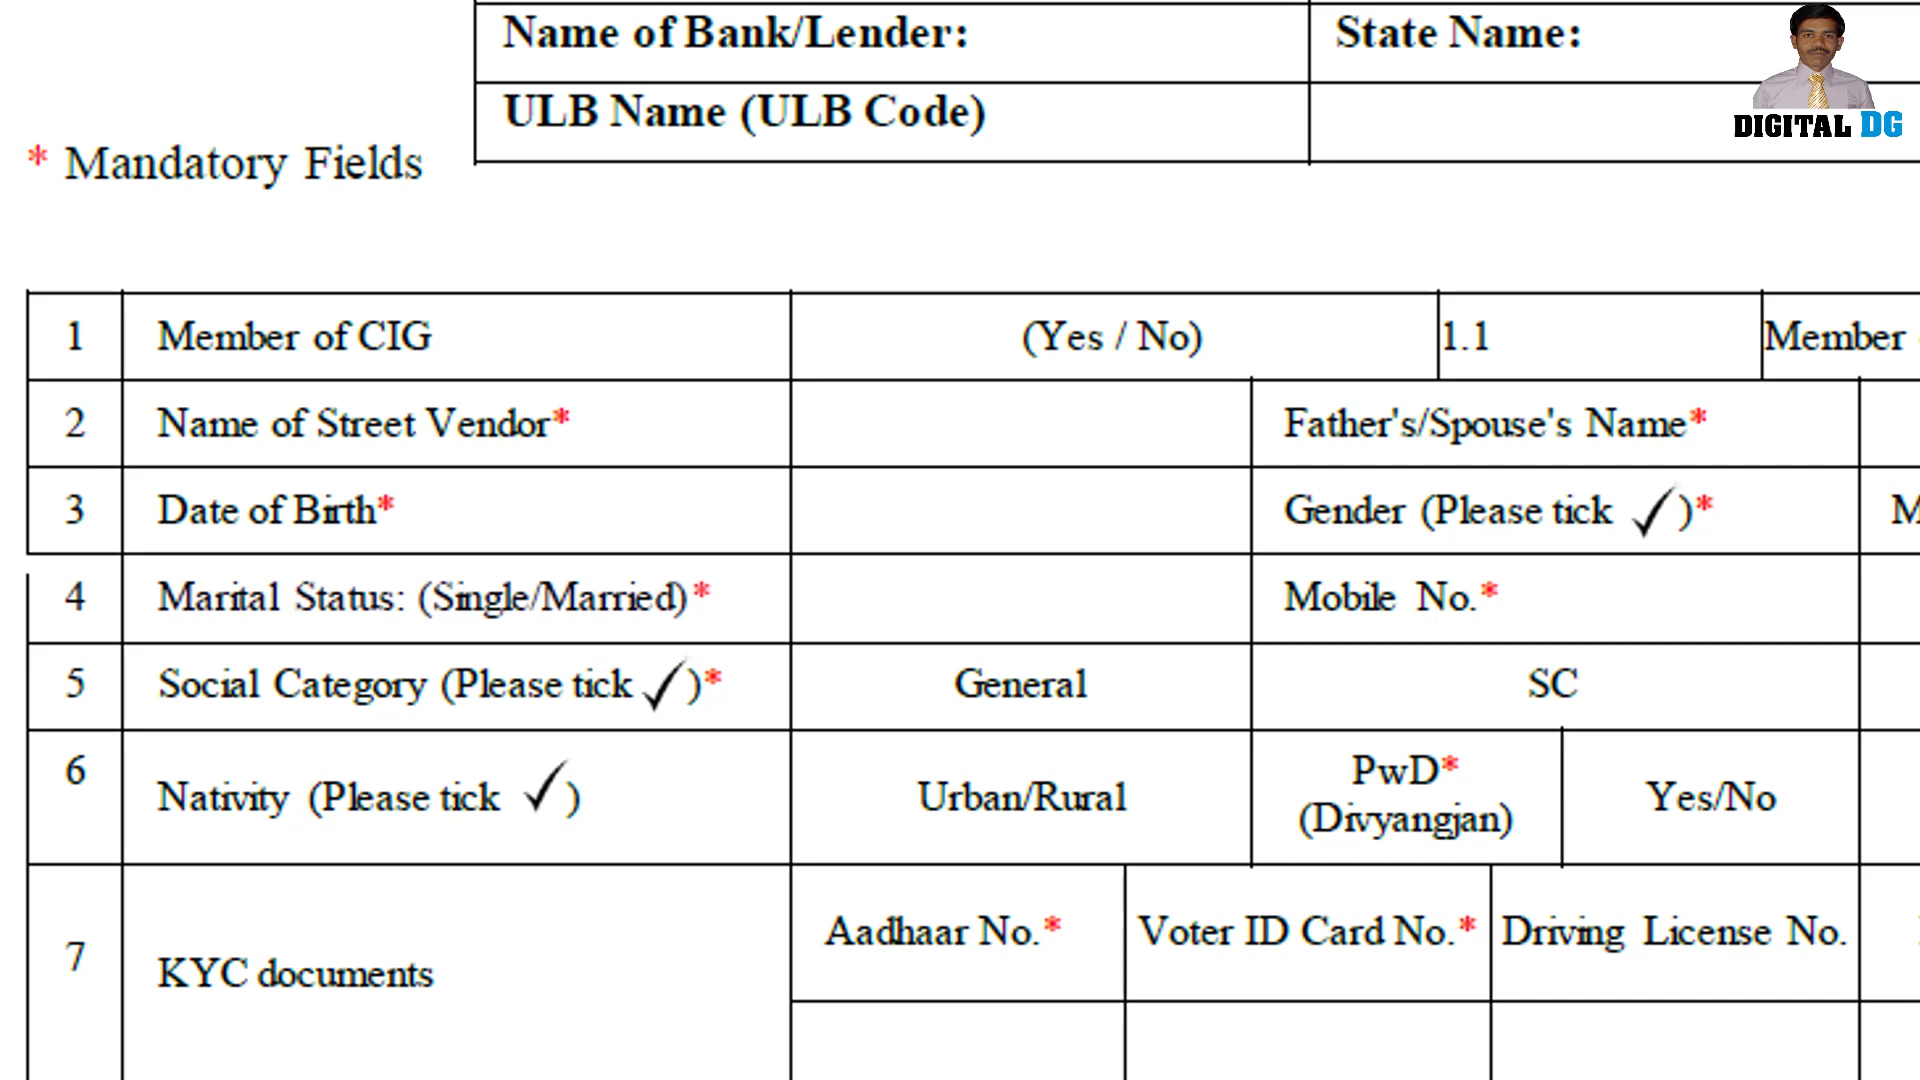 Name of Bank/Lender: State Name:
ULB Name (ULB Code)
DIGITAL DG
* Mandatory Fields
1 Member of CIG (Yes / No) 1.1 Member
2 Name of Street Vendor* Father's/Spouse's Name*
3 Date of Birth* Gender (Please tick ✓)* M
4 Marital Status: (Single/Married)* Mobile No.*
5 Social Category (Please tick ✓)* General SC
6 Nativity (Please tick ✓) Urban/Rural PwD* (Divyangjan) Yes/No
7 KYC documents Aadhaar No.* Voter ID Card No.* Driving License No.